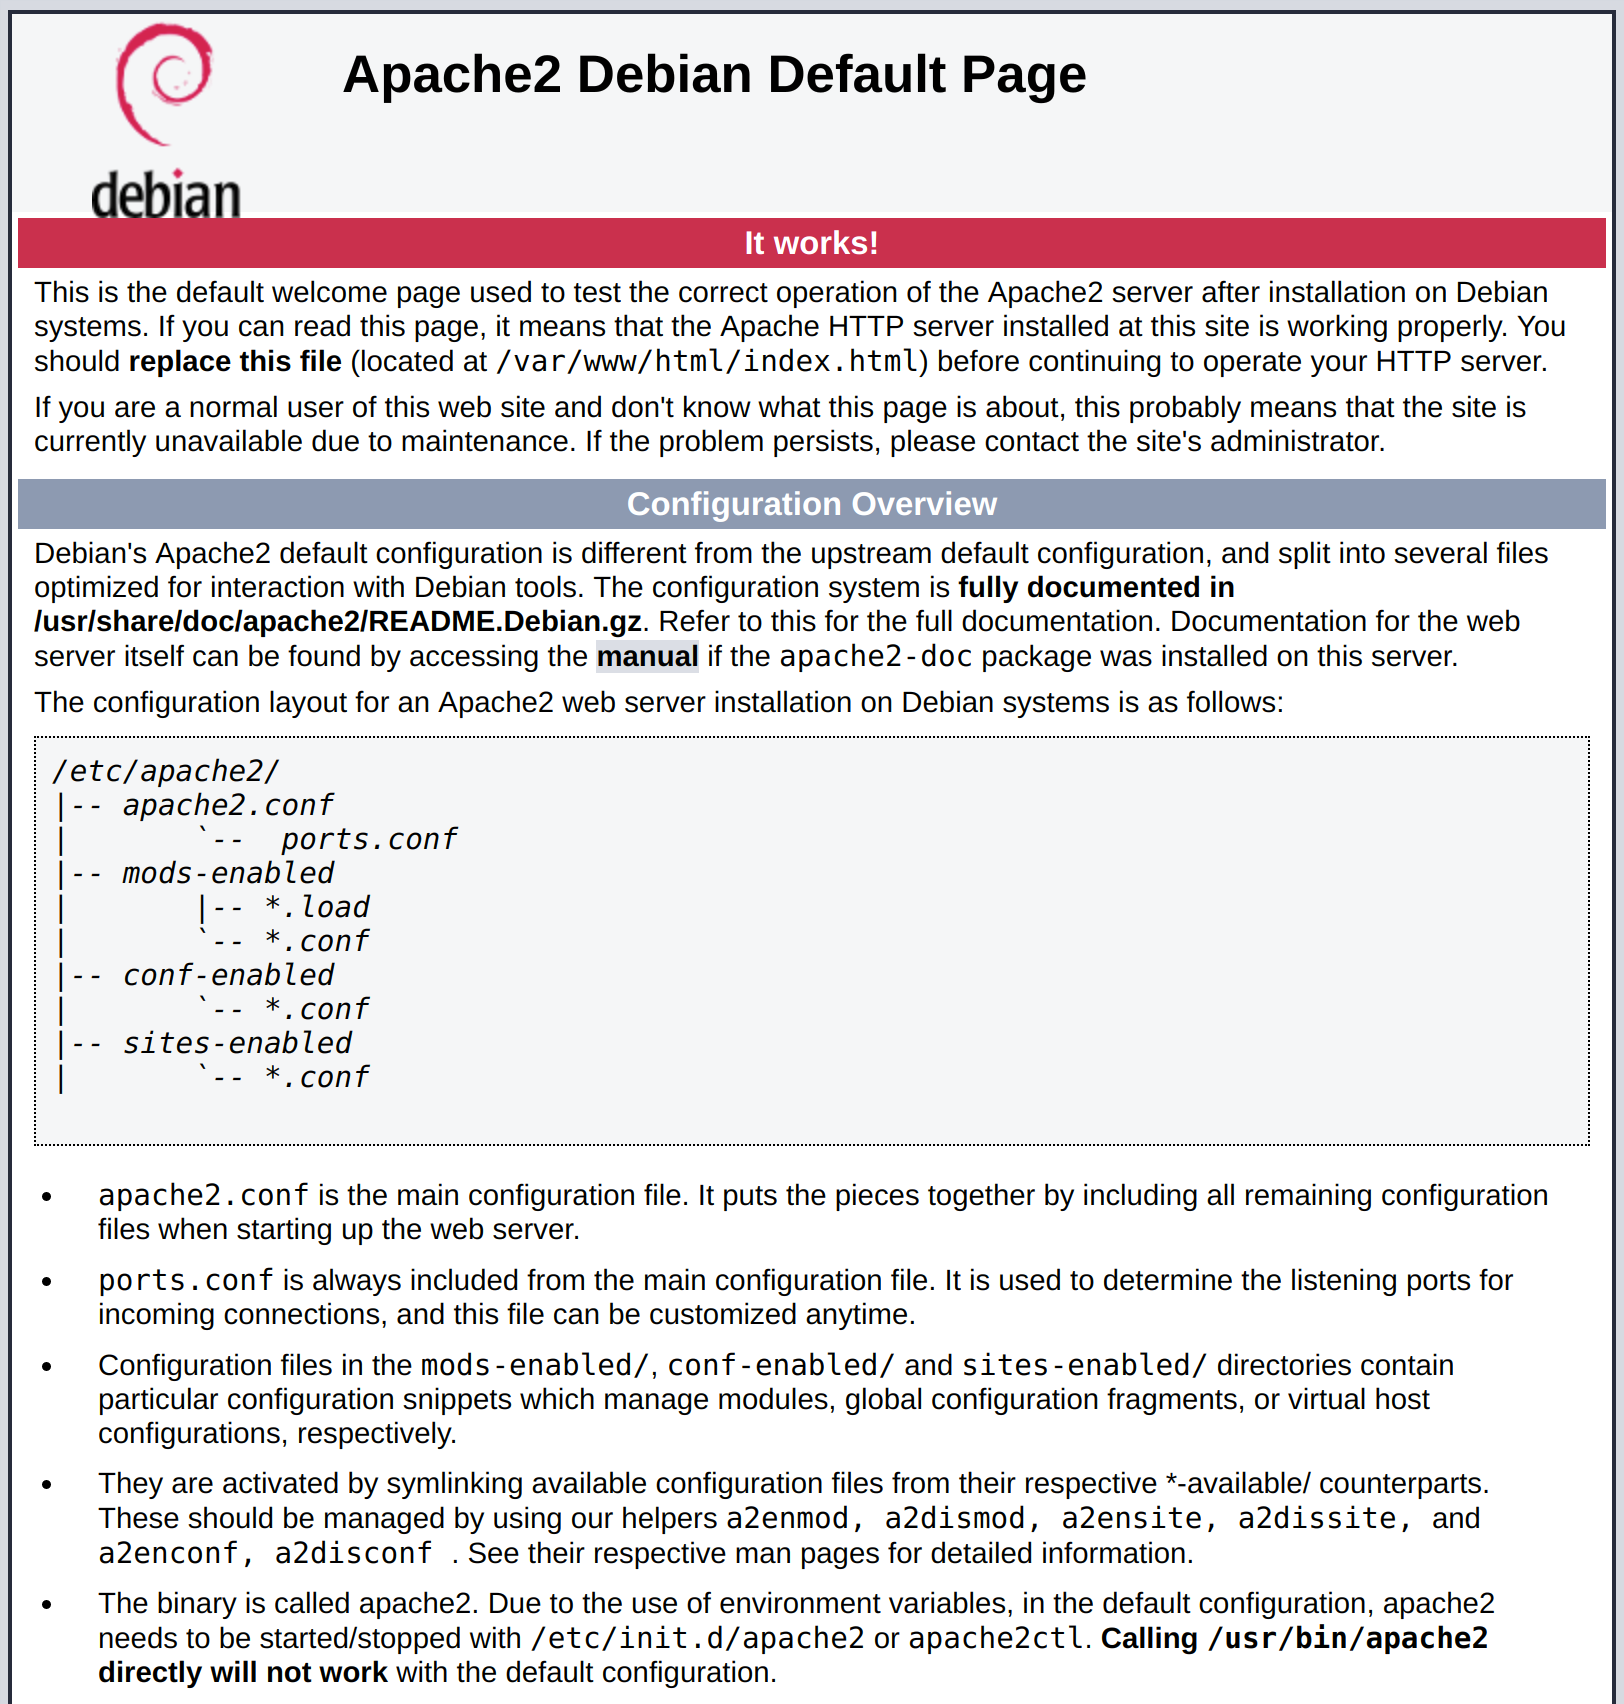 debian
Apache2 Debian Default Page
It works!
This is the default welcome page used to test the correct operation of the Apache2 server after installation on Debian
systems. If you can read this page, it means that the Apache HTTP server installed at this site is working properly. You
should replace this file (located at /var/www/html/index.html) before continuing to operate your HTTP server.
If you are a normal user of this web site and don't know what this page is about, this probably means that the site is
currently unavailable due to maintenance. If the problem persists, please contact the site's administrator.
Configuration Overview
Debian's Apache2 default configuration is different from the upstream default configuration, and split into several files
optimized for interaction with Debian tools. The configuration system is fully documented in
/usr/share/doc/apache2/README.Debian.gz. Refer to this for the full documentation. Documentation for the web
server itself can be found by accessing the manual if the apache2-doc package was installed on this server.
The configuration layout for an Apache2 web server installation on Debian systems is as follows:
/etc/apache2/
|-- apache2.conf
|       `--  ports.conf
|-- mods-enabled
|       |-- *.load
|       `-- *.conf
|-- conf-enabled
|       `-- *.conf
|-- sites-enabled
|       `-- *.conf
• apache2.conf is the main configuration file. It puts the pieces together by including all remaining configuration
files when starting up the web server.
• ports.conf is always included from the main configuration file. It is used to determine the listening ports for
incoming connections, and this file can be customized anytime.
• Configuration files in the mods-enabled/, conf-enabled/ and sites-enabled/ directories contain
particular configuration snippets which manage modules, global configuration fragments, or virtual host
configurations, respectively.
• They are activated by symlinking available configuration files from their respective *-available/ counterparts.
These should be managed by using our helpers a2enmod, a2dismod, a2ensite, a2dissite, and
a2enconf, a2disconf . See their respective man pages for detailed information.
• The binary is called apache2. Due to the use of environment variables, in the default configuration, apache2
needs to be started/stopped with /etc/init.d/apache2 or apache2ctl. Calling /usr/bin/apache2
directly will not work with the default configuration.